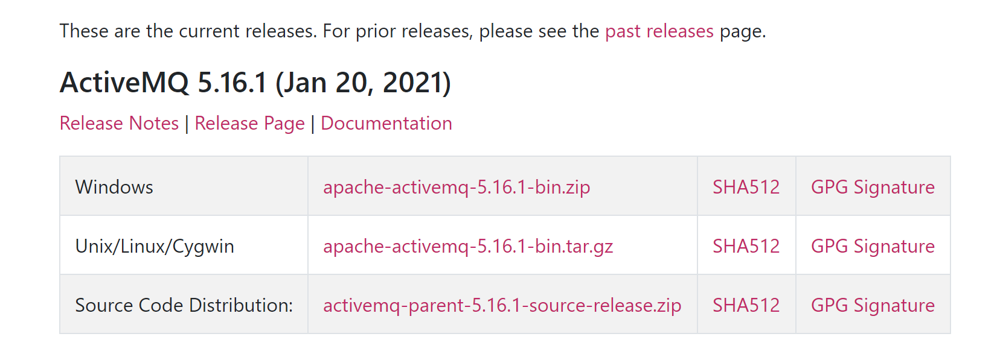 These are the current releases. For prior releases, please see the past releases page.
ActiveMQ 5.16.1 (Jan 20, 2021)
Release Notes | Release Page | Documentation
Windows apache-activemq-5.16.1-bin.zip SHA512 GPG Signature
Unix/Linux/Cygwin apache-activemq-5.16.1-bin.tar.gz SHA512 GPG Signature
Source Code Distribution: activemq-parent-5.16.1-source-release.zip SHA512 GPG Signature